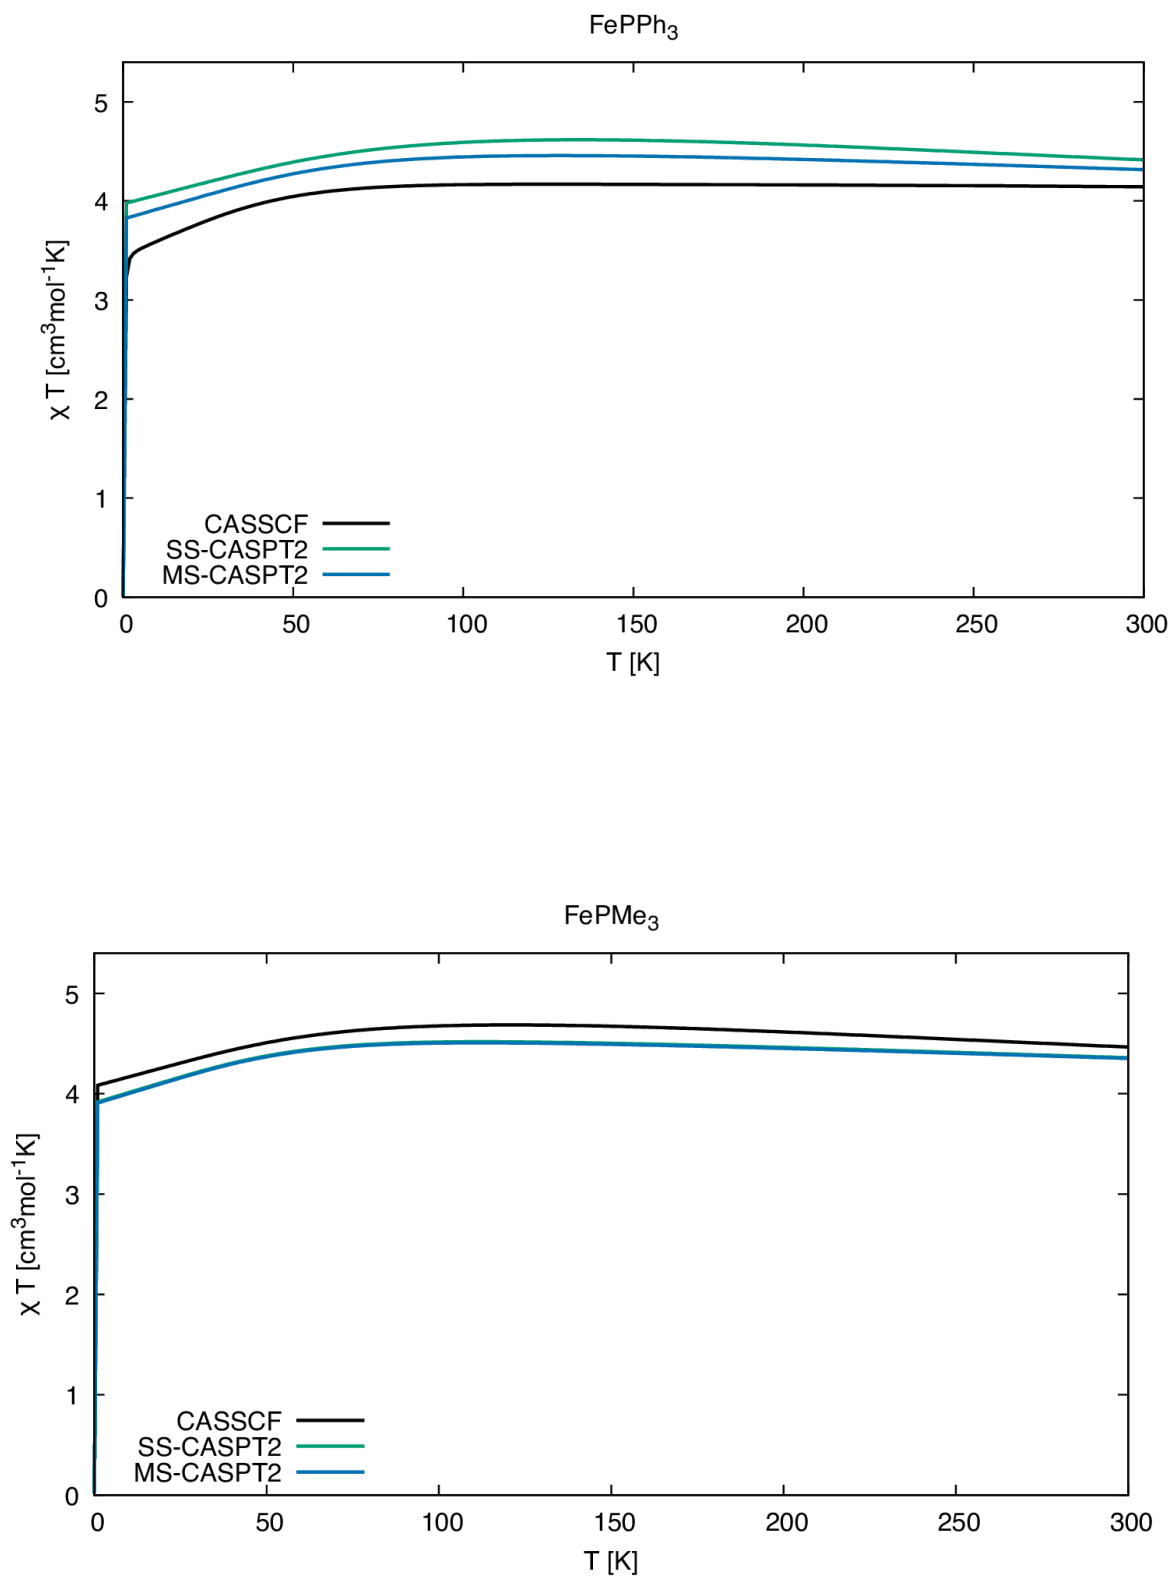 FePPh3
5
4
3
2
1
0
χ T [cm3mol-1K]
CASSCF
SS-CASPT2
MS-CASPT2
0 50 100 150 200 250 300
T [K]
FePMe3
5
4
3
2
1
0
χ T [cm3mol-1K]
CASSCF
SS-CASPT2
MS-CASPT2
0 50 100 150 200 250 300
T [K]